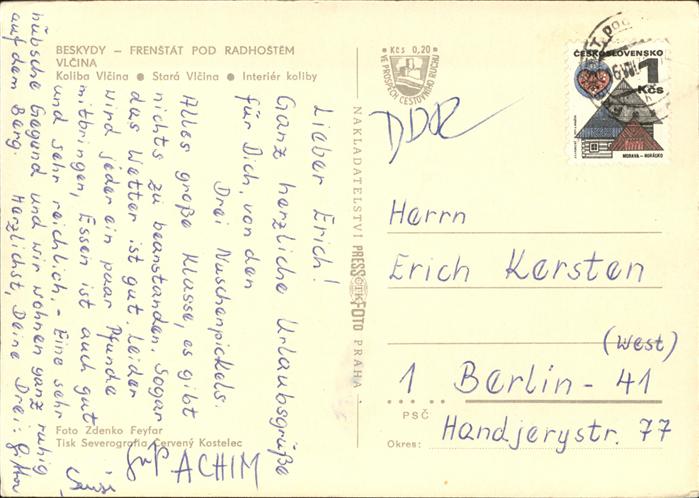 BESKYDY — FRENŠTÁT POD RADHOŠTĚM
VLČINA
Koliba Vlčina ● Stará Vlčina ● Interiér koliby
Lieber Erich!
Ganz herzliche Urlaubsgrüße
für Dich, von den
Drei Nuschenpickels.
Alles große Klasse, es gibt
nichts zu beanstanden. Sogar
das Wetter ist gut. Leider
wird jeder ein paar Pfunde
mitbringen, Essen ist auch gut
und sehr reichlich. - Eine sehr
hübsche Gegend und wir wohnen ganz ruhig
auf dem Berg. Herzlichst, Deine Drei:
ACHIM
Foto Zdenko Feyfar
Tisk Severografia Červený Kostelec
NAKLADATELSTVÍ PRESSFOTO PRAHA
ČTK
● Kčs 0,20 ●
VE PROSPĚCH CESTOVNÍHO RUCHU
ČESKOSLOVENSKO
1
Kčs
MORAVA - HORÁCKO
DDR
Herrn
Erich Kersten
(West)
1 Berlin - 41
PSČ
Handjerystr. 77
Okres: